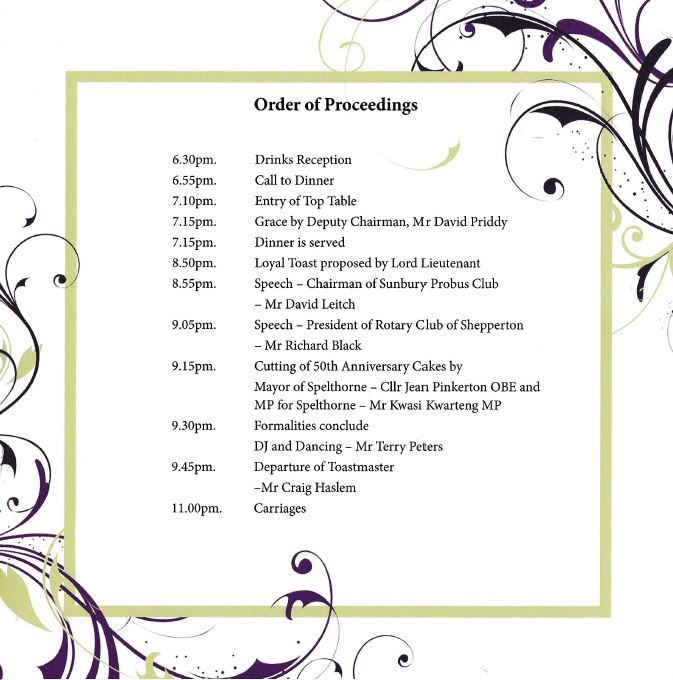 Order of Proceedings
6.30pm. Drinks Reception
6.55pm. Call to Dinner
7.10pm. Entry of Top Table
7.15pm. Grace by Deputy Chairman, Mr David Priddy
7.15pm. Dinner is served
8.50pm. Loyal Toast proposed by Lord Lieutenant
8.55pm. Speech – Chairman of Sunbury Probus Club
– Mr David Leitch
9.05pm. Speech – President of Rotary Club of Shepperton
– Mr Richard Black
9.15pm. Cutting of 50th Anniversary Cakes by
Mayor of Spelthorne – Cllr Jean Pinkerton OBE and
MP for Spelthorne – Mr Kwasi Kwarteng MP
9.30pm. Formalities conclude
DJ and Dancing – Mr Terry Peters
9.45pm. Departure of Toastmaster
–Mr Craig Haslem
11.00pm. Carriages